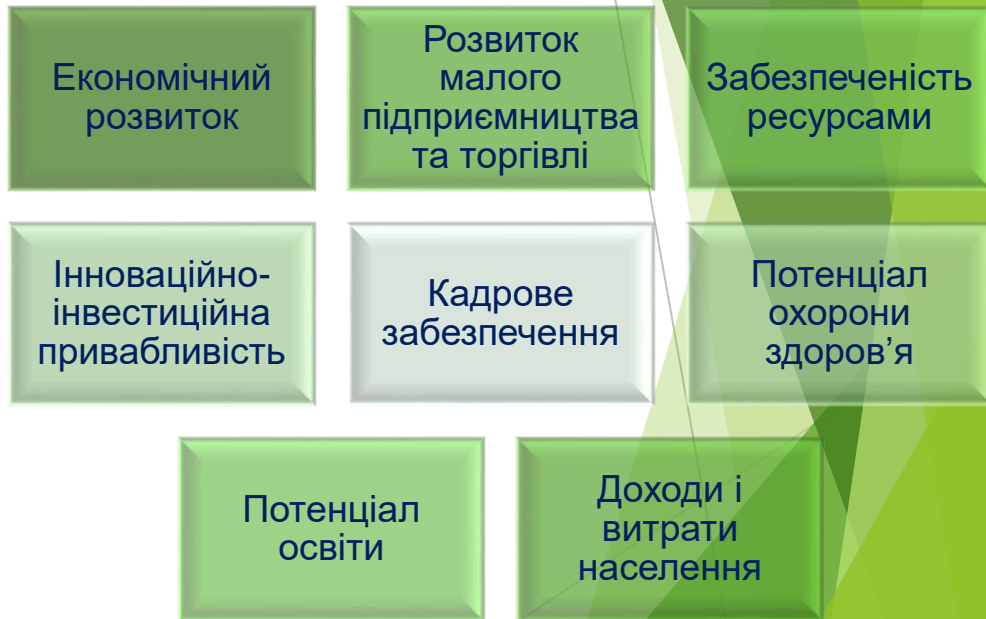 Економічний
розвиток
Розвиток
малого
підприємництва
та торгівлі
Забезпеченість
ресурсами
Інноваційно-
інвестиційна
привабливість
Кадрове
забезпечення
Потенціал
охорони
здоров’я
Потенціал
освіти
Доходи і
витрати
населення